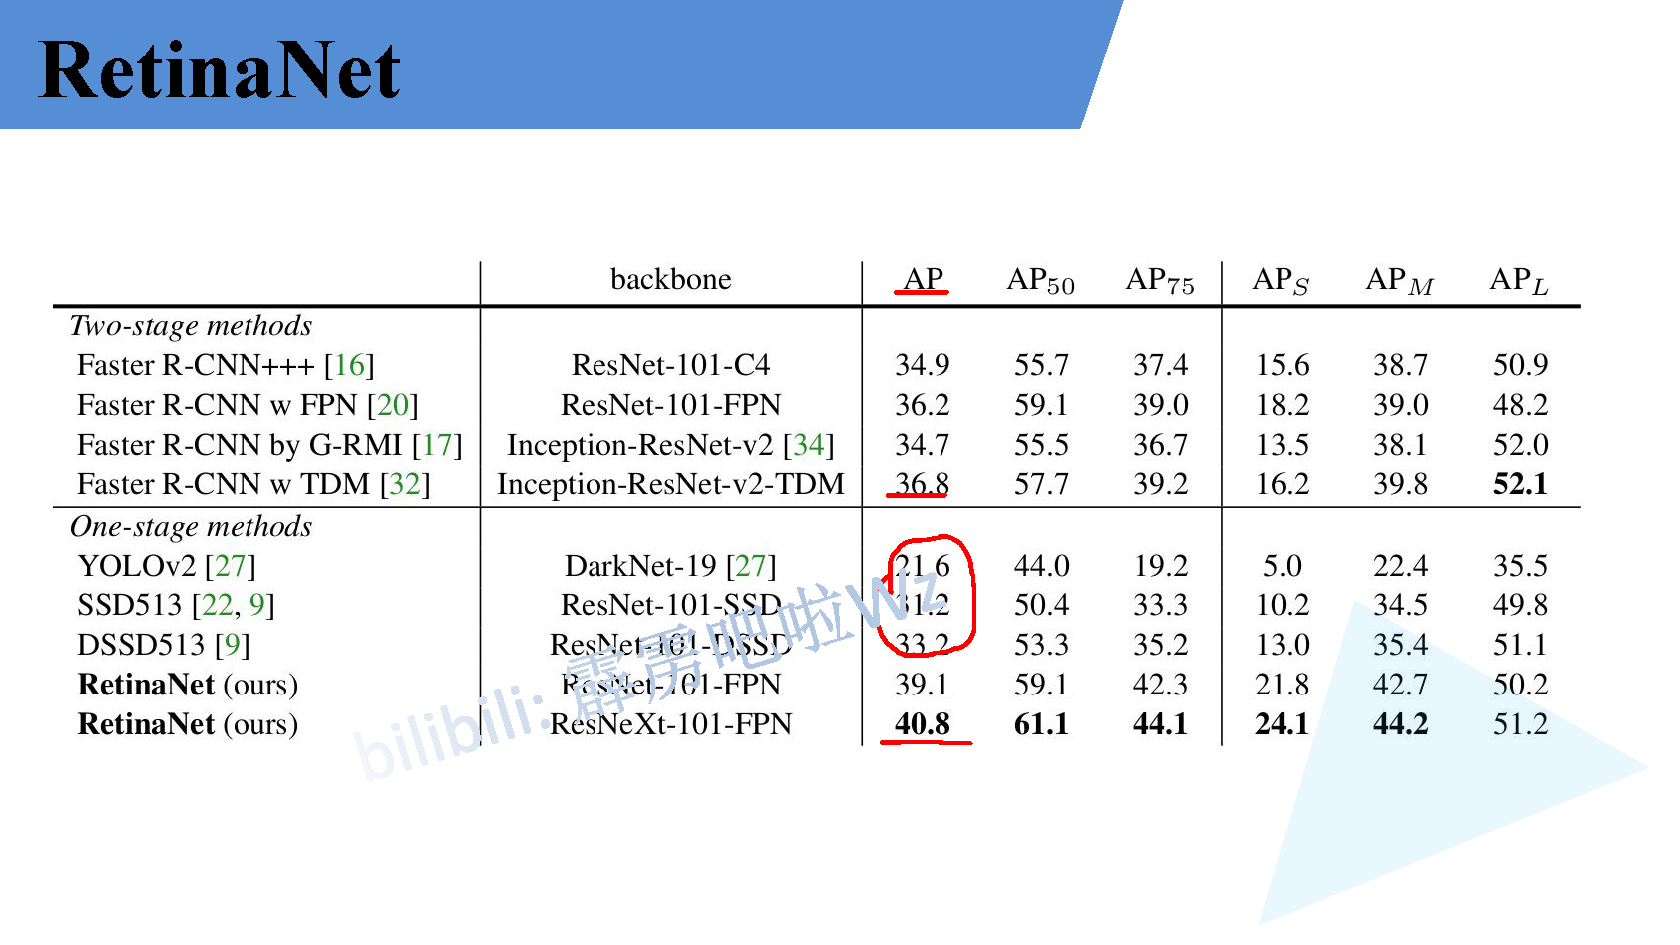 RetinaNet
backbone AP AP50 AP75 APS APM APL
Two-stage methods
Faster R-CNN+++ [16] ResNet-101-C4 34.9 55.7 37.4 15.6 38.7 50.9
Faster R-CNN w FPN [20] ResNet-101-FPN 36.2 59.1 39.0 18.2 39.0 48.2
Faster R-CNN by G-RMI [17] Inception-ResNet-v2 [34] 34.7 55.5 36.7 13.5 38.1 52.0
Faster R-CNN w TDM [32] Inception-ResNet-v2-TDM 36.8 57.7 39.2 16.2 39.8 52.1
One-stage methods
YOLOv2 [27] DarkNet-19 [27] 21.6 44.0 19.2 5.0 22.4 35.5
SSD513 [22, 9] ResNet-101-SSD 31.2 50.4 33.3 10.2 34.5 49.8
DSSD513 [9] ResNet-101-DSSD 33.2 53.3 35.2 13.0 35.4 51.1
RetinaNet (ours) ResNet-101-FPN 39.1 59.1 42.3 21.8 42.7 50.2
RetinaNet (ours) ResNeXt-101-FPN 40.8 61.1 44.1 24.1 44.2 51.2
bilibili: 霹雳吧啦Wz